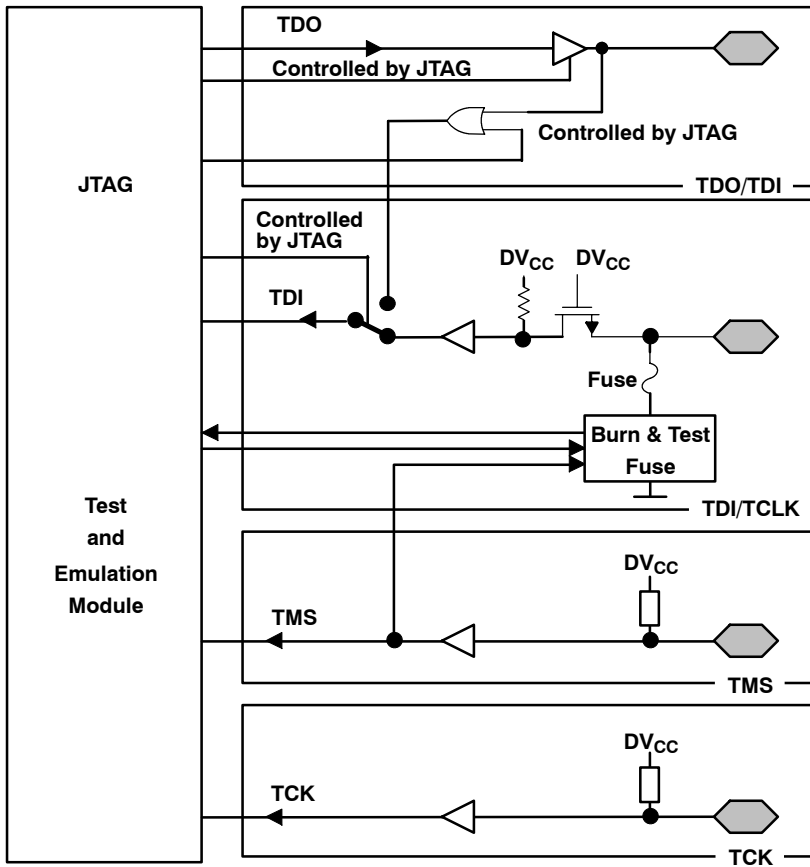 TDO
Controlled by JTAG
Controlled by JTAG
JTAG
TDO/TDI
Controlled
by JTAG
DVCC
DVCC
TDI
Fuse
Burn & Test
Fuse
TDI/TCLK
Test
and
Emulation
Module
DVCC
TMS
TMS
DVCC
TCK
TCK